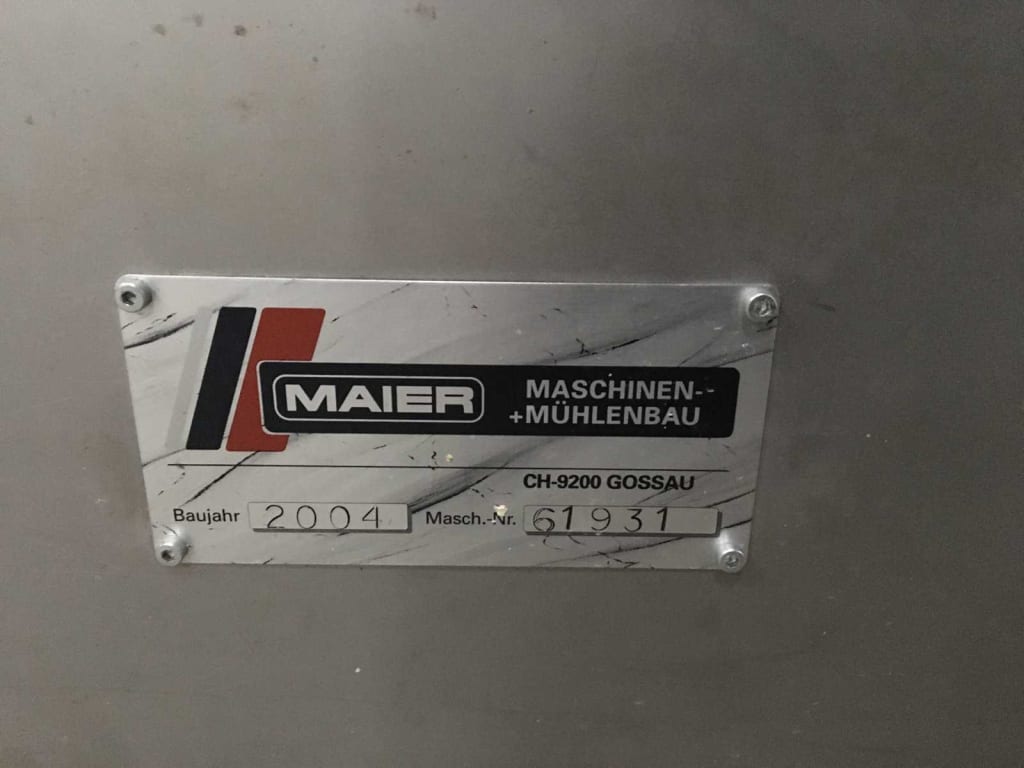 MAIER
MASCHINEN-
+MÜHLENBAU
CH-9200 GOSSAU
Baujahr 2004 Masch.-Nr. 61931